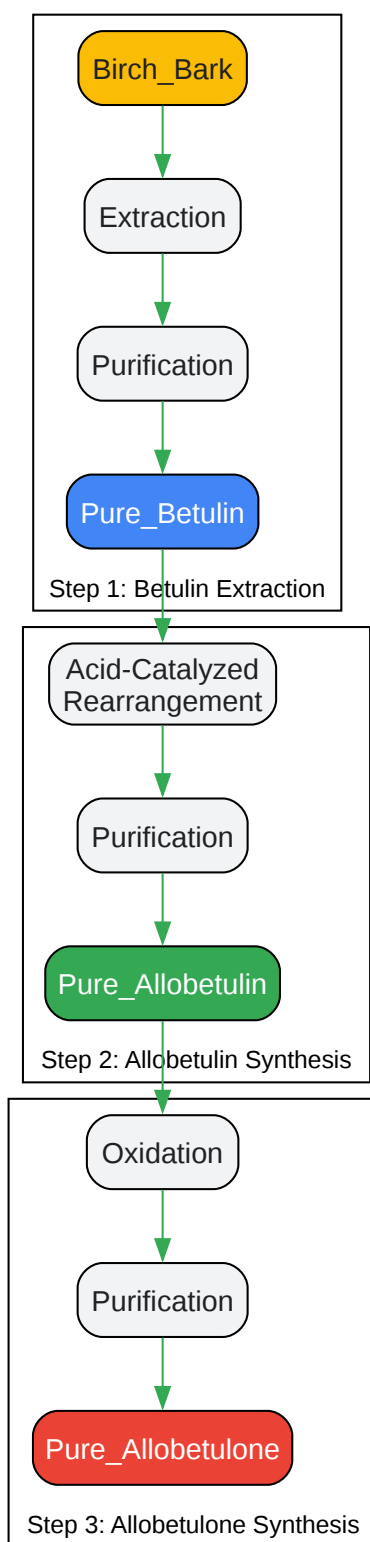 Birch_Bark
Extraction
Purification
Pure_Betulin
Step 1: Betulin Extraction
Acid-Catalyzed
Rearrangement
Purification
Pure_Allobetulin
Step 2: Allobetulin Synthesis
Oxidation
Purification
Pure_Allobetulone
Step 3: Allobetulone Synthesis